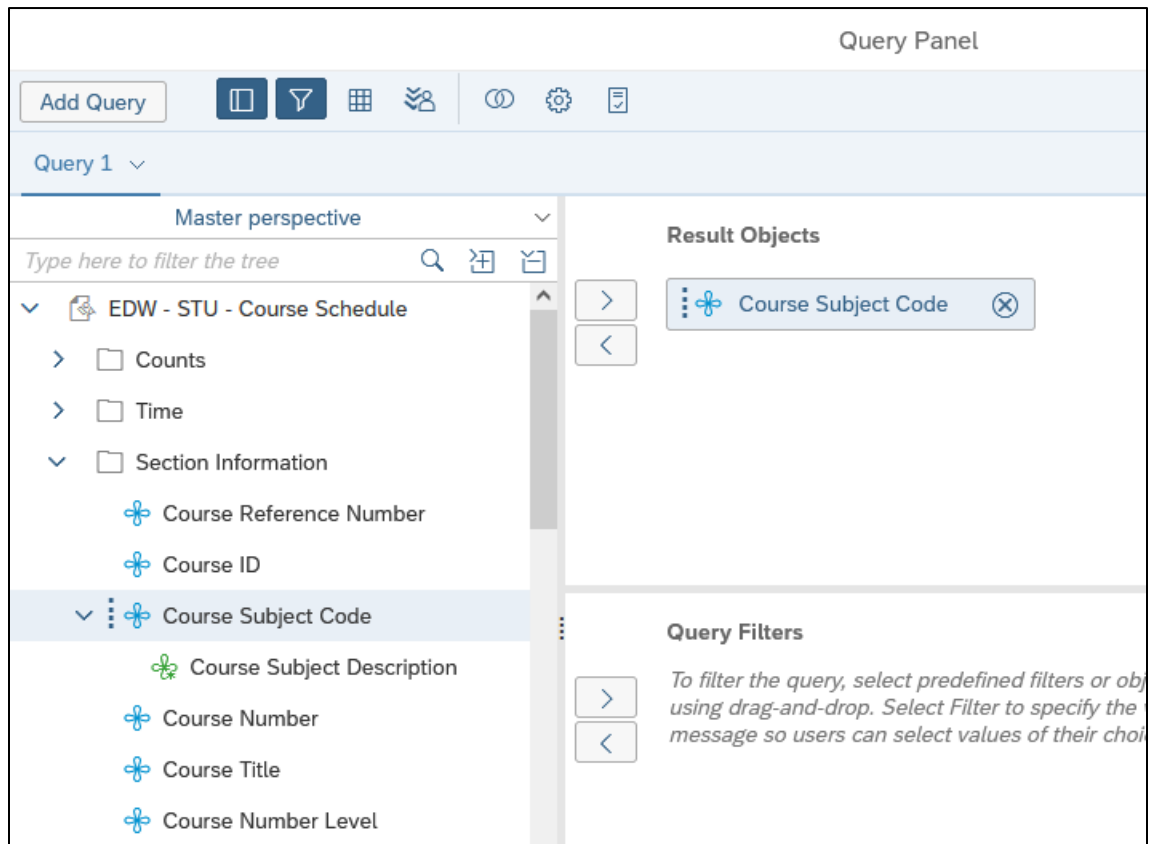 Query Panel
Add Query
Query 1
Master perspective
Type here to filter the tree
EDW - STU - Course Schedule
Counts
Time
Section Information
Course Reference Number
Course ID
Course Subject Code
Course Subject Description
Course Number
Course Title
Course Number Level
Result Objects
Course Subject Code
Query Filters
To filter the query, select predefined filters or obj
using drag-and-drop. Select Filter to specify the
message so users can select values of their choi